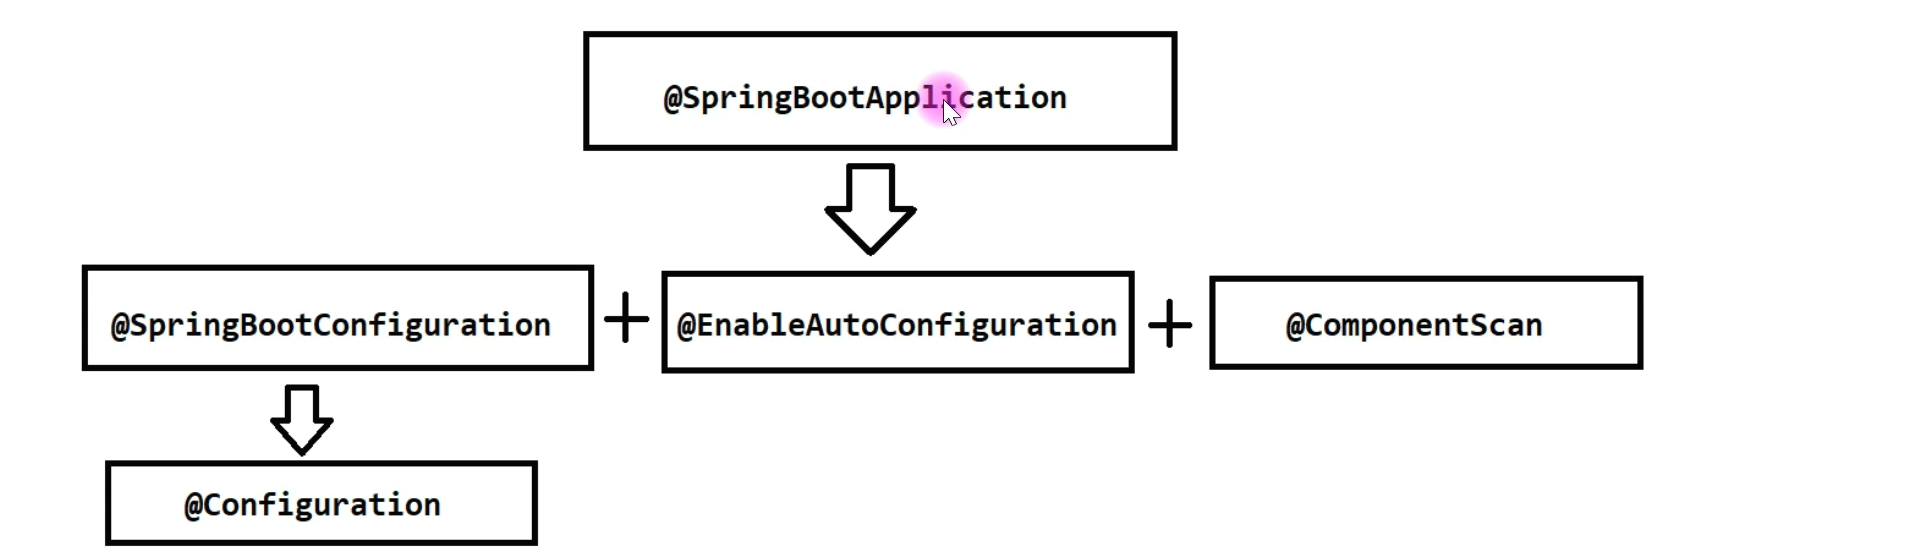 @SpringBootApplication
@SpringBootConfiguration + @EnableAutoConfiguration + @ComponentScan
@Configuration